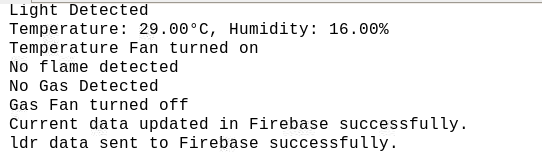 Light Detected
Temperature: 29.00°C, Humidity: 16.00%
Temperature Fan turned on
No flame detected
No Gas Detected
Gas Fan turned off
Current data updated in Firebase successfully.
ldr data sent to Firebase successfully.